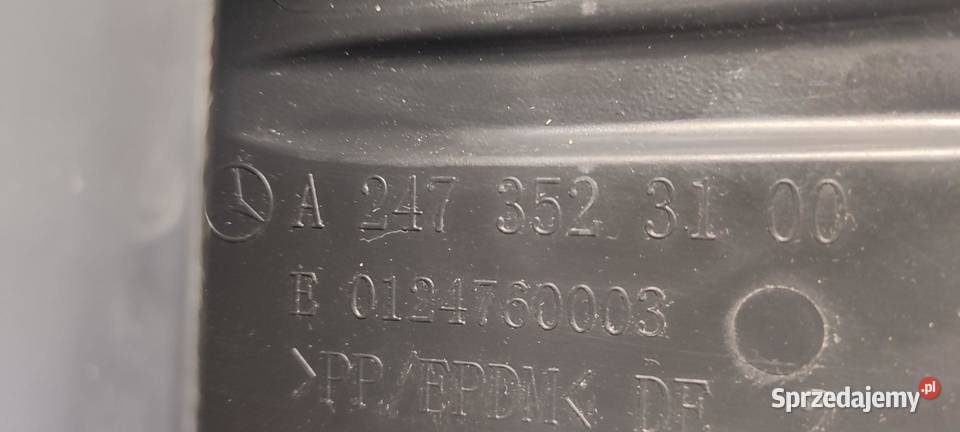 A 247 352 31 00
E 0124760003
>PP/EPDM< DE
Sprzedajemy.pl